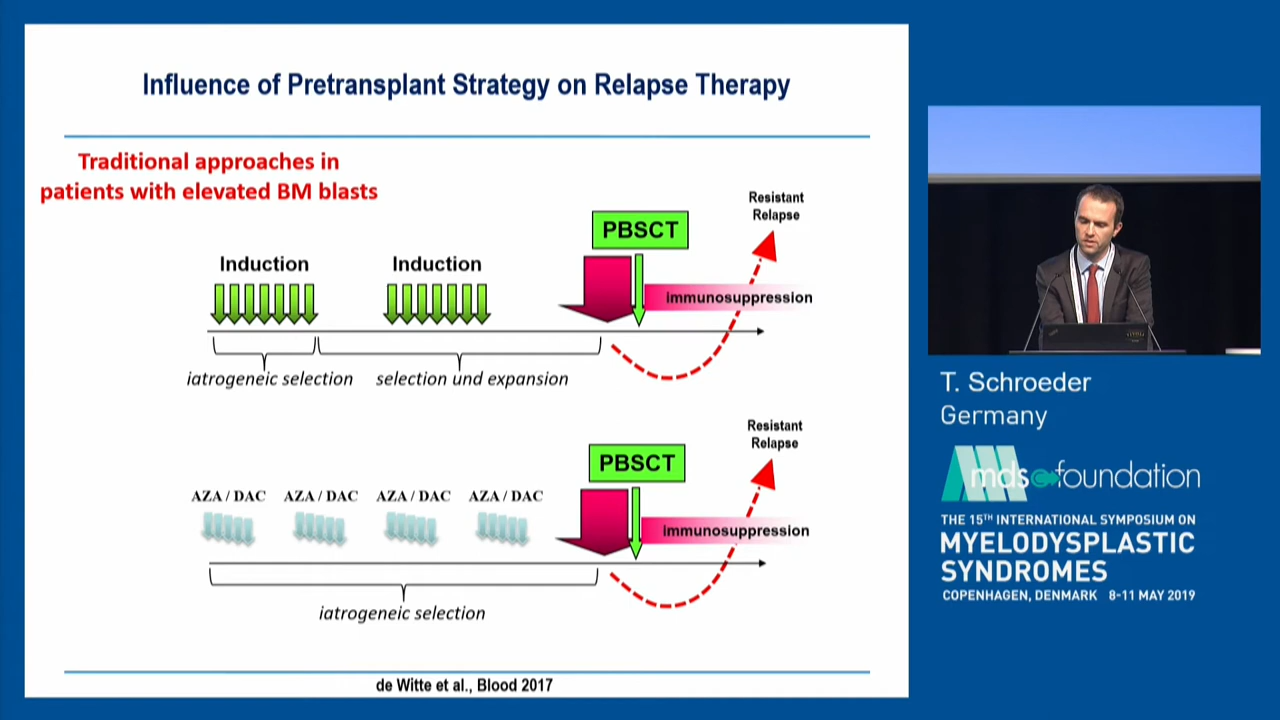 Influence of Pretransplant Strategy on Relapse Therapy
Traditional approaches in
patients with elevated BM blasts
Resistant
Relapse
PBSCT
Induction
Induction
immunosuppression
iatrogeneic selection
selection und expansion
Resistant
Relapse
PBSCT
AZA / DAC
AZA / DAC
AZA / DAC
AZA / DAC
immunosuppression
iatrogeneic selection
de Witte et al., Blood 2017
T. Schroeder
Germany
mds foundation
THE 15TH INTERNATIONAL SYMPOSIUM ON
MYELODYSPLASTIC
SYNDROMES
COPENHAGEN, DENMARK 8-11 MAY 2019